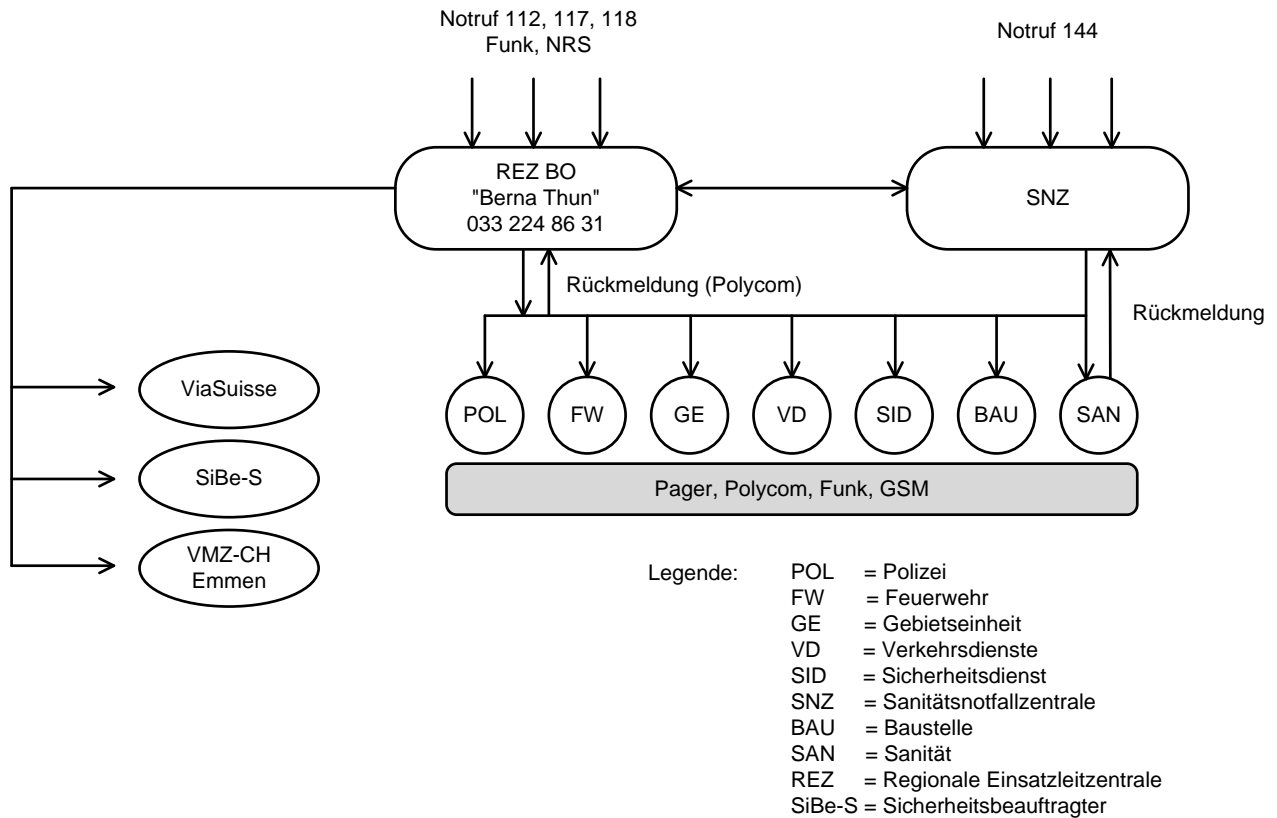 Notruf 112, 117, 118
Funk, NRS
Notruf 144
REZ BO
"Berna Thun"
033 224 86 31
SNZ
Rückmeldung (Polycom)
Rückmeldung
ViaSuisse
SiBe-S
VMZ-CH
Emmen
POL
FW
GE
VD
SID
BAU
SAN
Pager, Polycom, Funk, GSM
Legende:
POL = Polizei
FW = Feuerwehr
GE = Gebietseinheit
VD = Verkehrsdienste
SID = Sicherheitsdienst
SNZ = Sanitätsnotfallzentrale
BAU = Baustelle
SAN = Sanität
REZ = Regionale Einsatzleitzentrale
SiBe-S = Sicherheitsbeauftragter